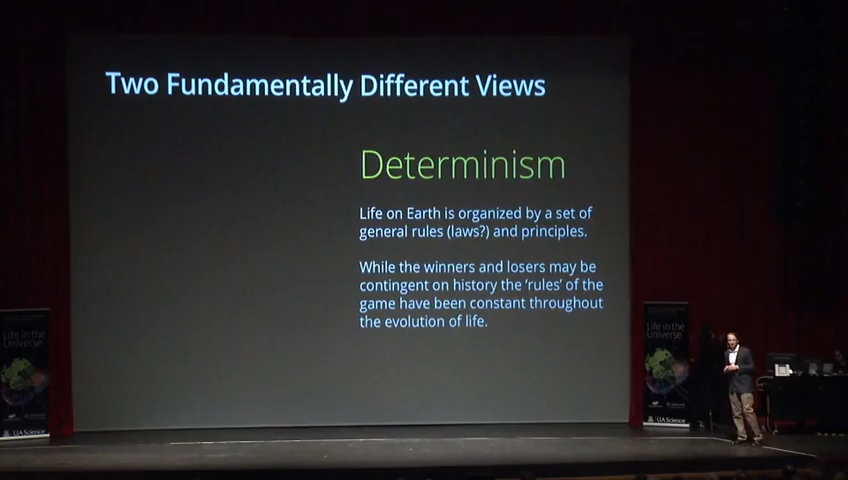 Two Fundamentally Different Views
Determinism
Life on Earth is organized by a set of
general rules (laws?) and principles.
While the winners and losers may be
contingent on history the 'rules' of the
game have been constant throughout
the evolution of life.
Life in the
Universe
UA Science
Life in the
Universe
UA Science